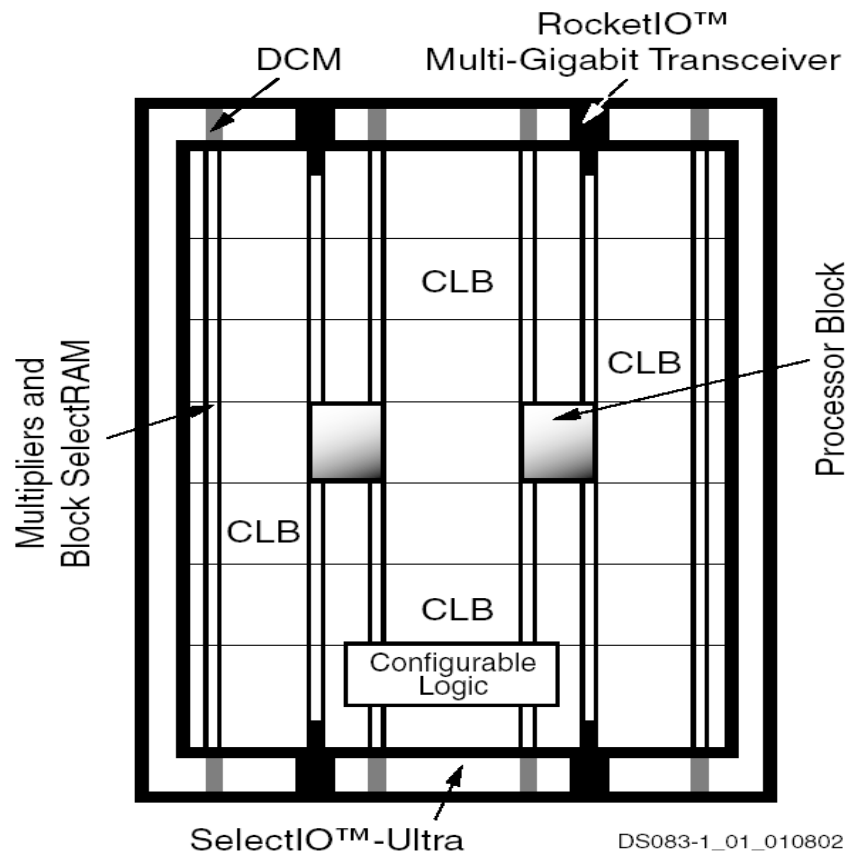 RocketIO™
DCM
Multi-Gigabit Transceiver
CLB
CLB
Multipliers and
Block SelectRAM
Processor Block
CLB
CLB
Configurable
Logic
SelectIO™-Ultra
DS083-1_01_010802